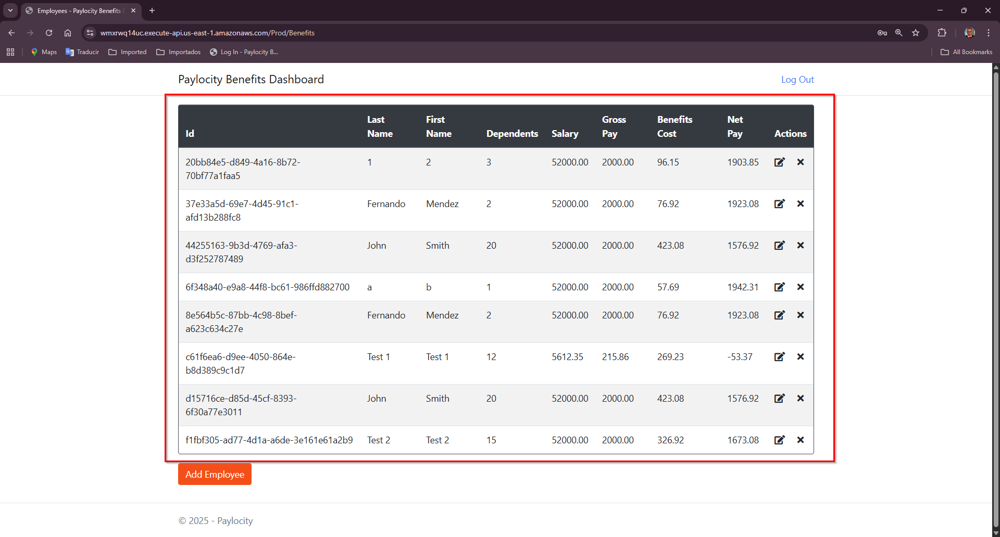 Employees - Paylocity Benefits
wmxrwq14uc.execute-api.us-east-1.amazonaws.com/Prod/Benefits
Maps Traducir Imported Importados Log In - Paylocity B... All Bookmarks
Paylocity Benefits Dashboard Log Out
Last First Gross Benefits Net
Id Name Name Dependents Salary Pay Cost Pay Actions
20bb84e5-d849-4a16-8b72- 1 2 3 52000.00 2000.00 96.15 1903.85
70bf77a1faa5
37e33a5d-69e7-4d45-91c1- Fernando Mendez 2 52000.00 2000.00 76.92 1923.08
afd13b288fc8
44255163-9b3d-4769-afa3- John Smith 20 52000.00 2000.00 423.08 1576.92
d3f252787489
6f348a40-e9a8-44f8-bc61-986ffd882700 a b 1 52000.00 2000.00 57.69 1942.31
8e564b5c-87bb-4c98-8bef- Fernando Mendez 2 52000.00 2000.00 76.92 1923.08
a623c634c27e
c61f6ea6-d9ee-4050-864e- Test 1 Test 1 12 5612.35 215.86 269.23 -53.37
b8d389c9c1d7
d15716ce-d85d-45cf-8393- John Smith 20 52000.00 2000.00 423.08 1576.92
6f30a77e3011
f1fbf305-ad77-4d1a-a6de-3e161e61a2b9 Test 2 Test 2 15 52000.00 2000.00 326.92 1673.08
Add Employee
© 2025 - Paylocity